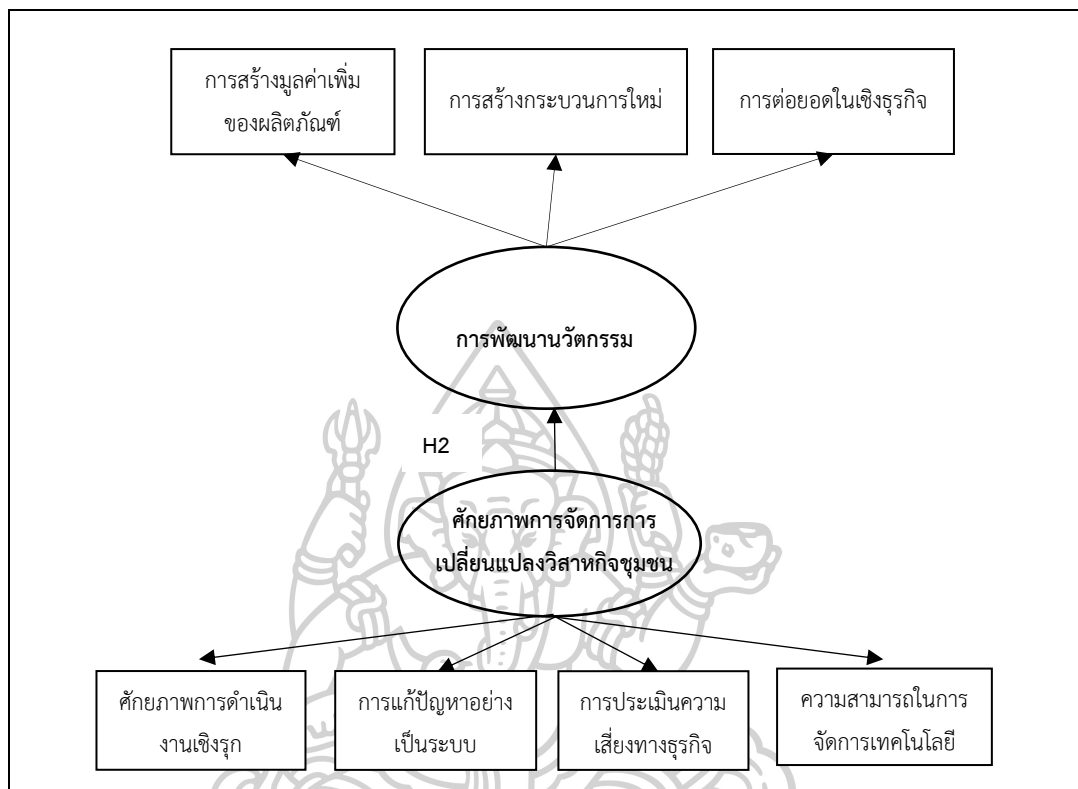 การสร้างมูลค่าเพิ่ม
ของผลิตภัณฑ์
การสร้างกระบวนการใหม่
การต่อยอดในเชิงธุรกิจ
การพัฒนานวัตกรรม
H2
ศักยภาพการจัดการการ
เปลี่ยนแปลงวิสาหกิจชุมชน
ศักยภาพการดำเนิน
งานเชิงรุก
การแก้ปัญหาอย่าง
เป็นระบบ
การประเมินความ
เสี่ยงทางธุรกิจ
ความสามารถในการ
จัดการเทคโนโลยี